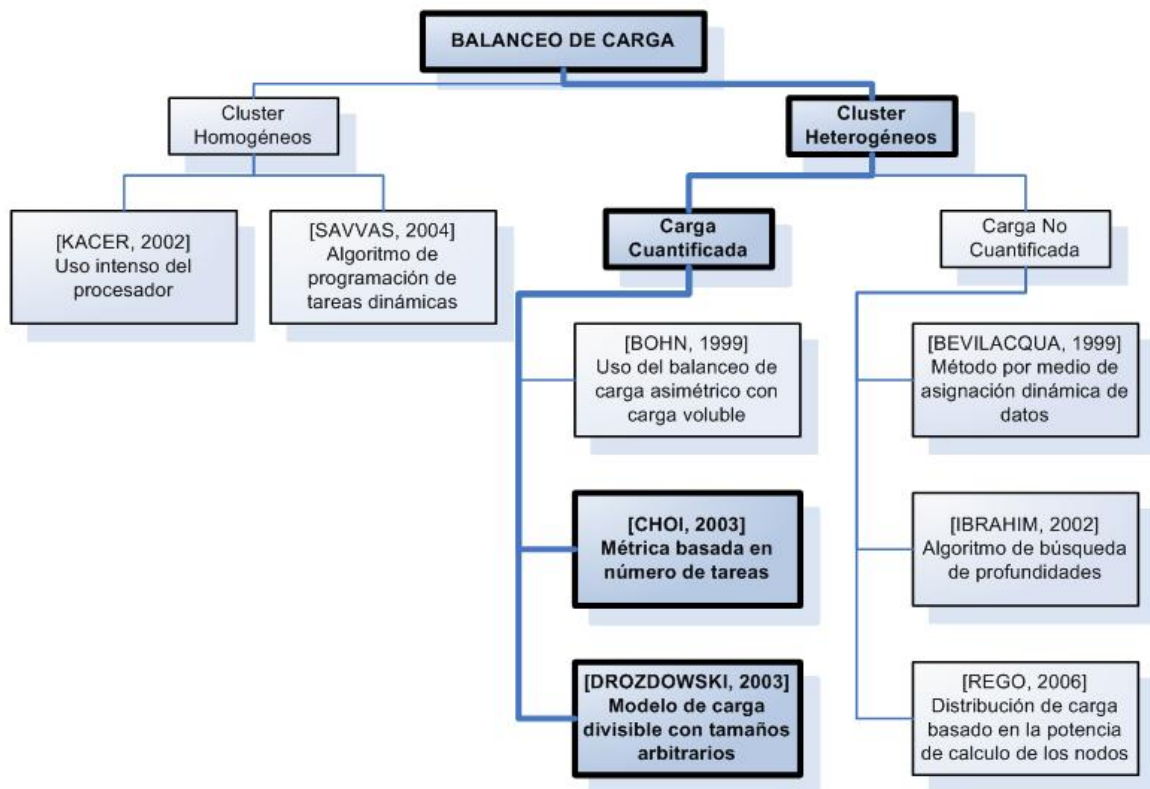 BALANCEO DE CARGA
Cluster
Homogéneos
Cluster
Heterogéneos
[KACER, 2002]
Uso intenso del
procesador
[SAVVAS, 2004]
Algoritmo de
programación de
tareas dinámicas
Carga
Cuantificada
Carga No
Cuantificada
[BOHN, 1999]
Uso del balanceo de
carga asimétrico con
carga voluble
[BEVILACQUA, 1999]
Método por medio de
asignación dinámica de
datos
[CHOI, 2003]
Métrica basada en
número de tareas
[IBRAHIM, 2002]
Algoritmo de búsqueda
de profundidades
[DROZDOWSKI, 2003]
Modelo de carga
divisible con tamaños
arbitrarios
[REGO, 2006]
Distribución de carga
basado en la potencia
de calculo de los nodos